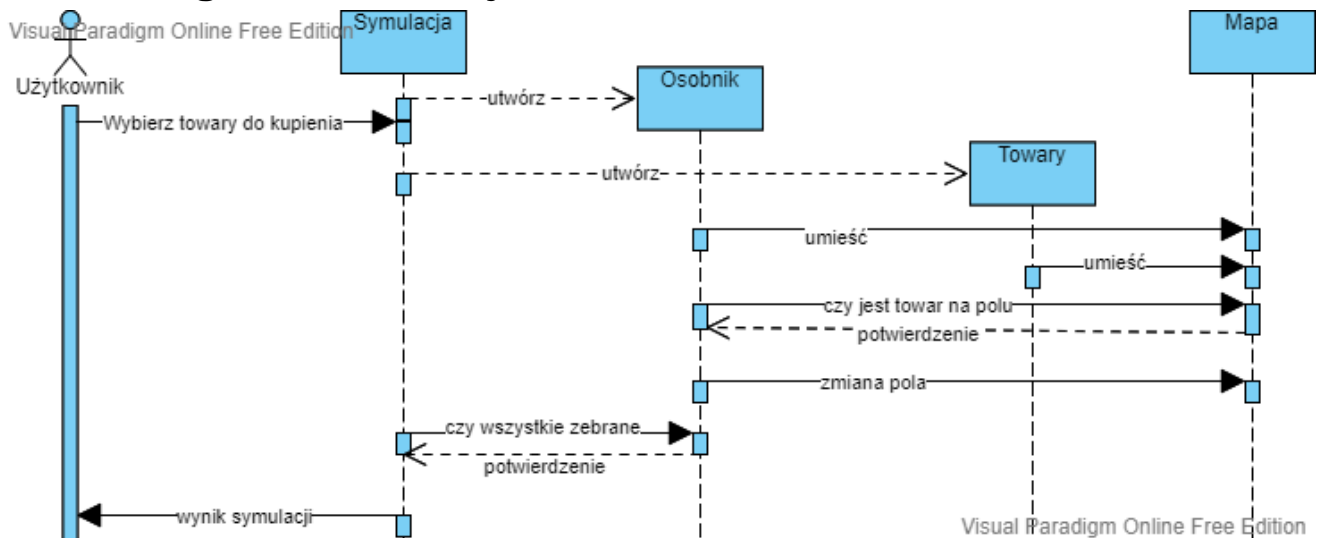 Visual Paradigm Online Free Edition
Symulacja
Mapa
Użytkownik
Osobnik
utwórz
Wybierz towary do kupienia
Towary
utwórz
umieść
umieść
czy jest towar na polu
potwierdzenie
zmiana pola
czy wszystkie zebrane
potwierdzenie
wynik symulacji
Visual Paradigm Online Free Edition